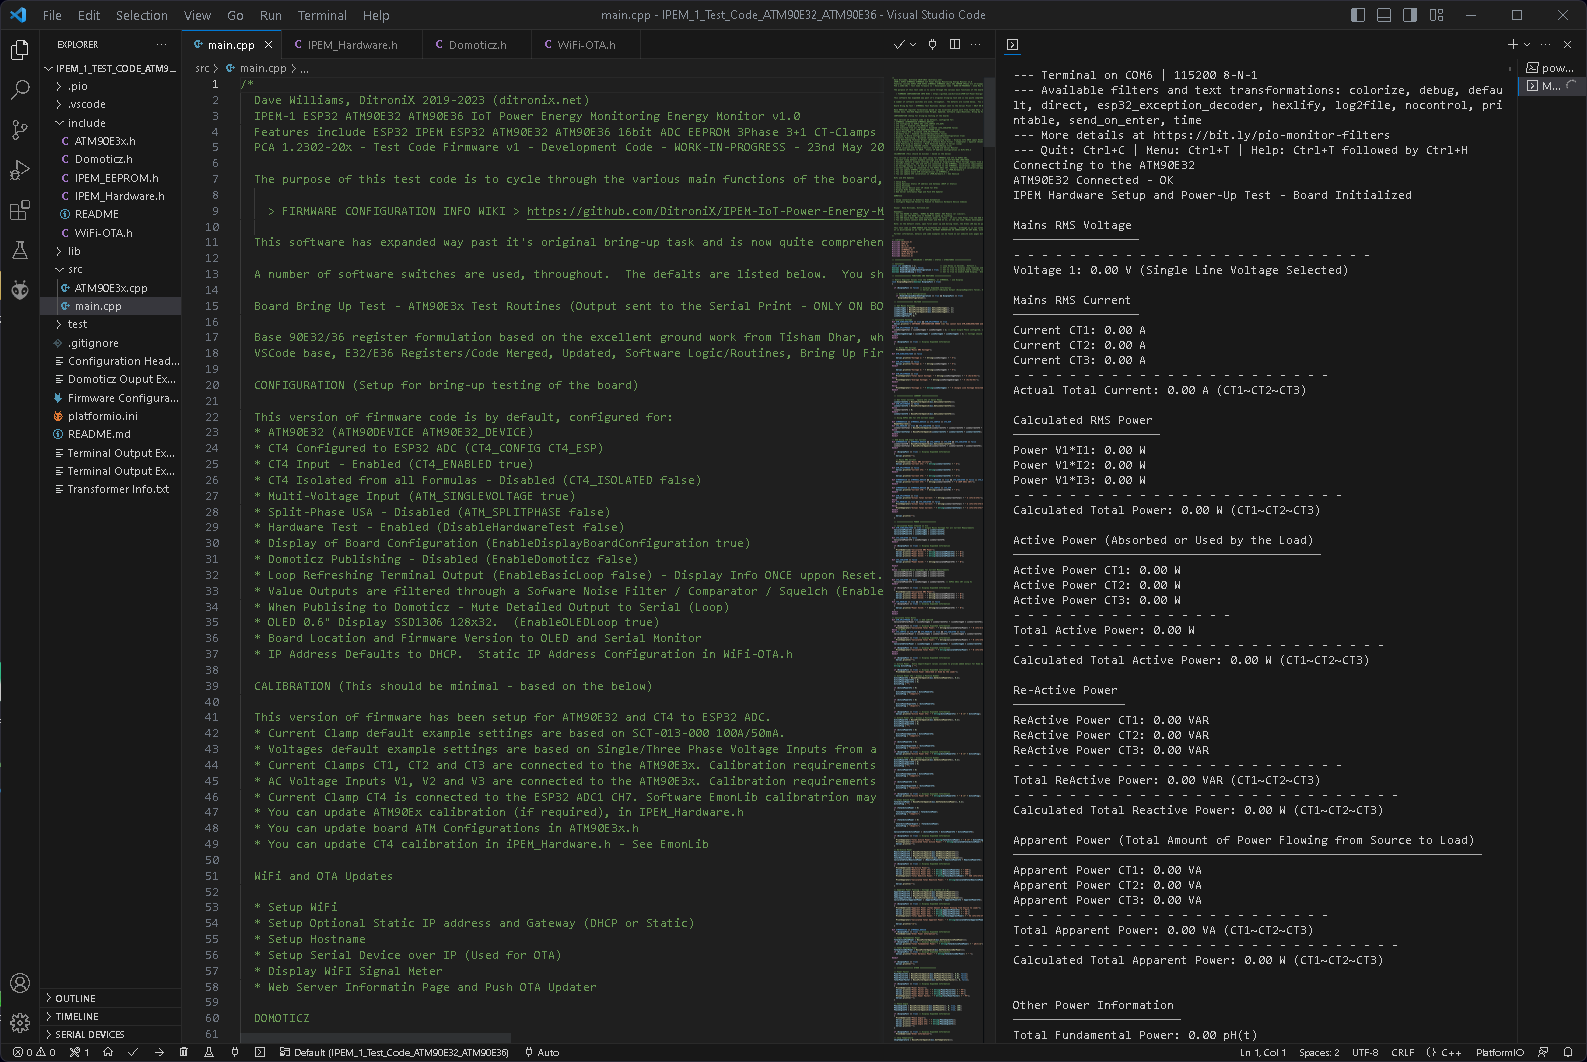 File Edit Selection View Go Run Terminal Help
main.cpp - IPEM_1_Test_Code_ATM90E32_ATM90E36 - Visual Studio Code
EXPLORER
IPEM_1_TEST_CODE_ATM9...
.pio
.vscode
include
ATM90E3x.h
Domoticz.h
IPEM_EEPROM.h
IPEM_Hardware.h
README
WiFi-OTA.h
lib
src
ATM90E3x.cpp
main.cpp
test
.gitignore
Configuration Head...
Domoticz Ouput Ex...
Firmware Configura...
platformio.ini
README.md
Terminal Output Ex...
Terminal Output Ex...
Transformer Info.txt
OUTLINE
TIMELINE
SERIAL DEVICES
main.cpp IPEM_Hardware.h Domoticz.h WiFi-OTA.h
src > main.cpp > ...
1 /*
2 Dave Williams, DitroniX 2019-2023 (ditronix.net)
3 IPEM-1 ESP32 ATM90E32 ATM90E36 IoT Power Energy Monitoring Energy Monitor v1.0
4 Features include ESP32 IPEM ESP32 ATM90E32 ATM90E36 16bit ADC EEPROM 3Phase 3+1 CT-Clamps
5 PCA 1.2302-20x - Test Code Firmware v1 - Development Code - WORK-IN-PROGRESS - 23nd May 20
6
7 The purpose of this test code is to cycle through the various main functions of the board,
8
9 > FIRMWARE CONFIGURATION INFO WIKI > https://github.com/DitroniX/IPEM-IoT-Power-Energy-M
10
11 This software has expanded way past it's original bring-up task and is now quite comprehen
12
13 A number of software switches are used, throughout. The defalts are listed below. You sh
14
15 Board Bring Up Test - ATM90E3x Test Routines (Output sent to the Serial Print - ONLY ON BO
16
17 Base 90E32/36 register formulation based on the excellent ground work from Tisham Dhar, wh
18 VSCode base, E32/E36 Registers/Code Merged, Updated, Software Logic/Routines, Bring Up Fir
19
20 CONFIGURATION (Setup for bring-up testing of the board)
21
22 This version of firmware code is by default, configured for:
23 * ATM90E32 (ATM90DEVICE ATM90E32_DEVICE)
24 * CT4 Configured to ESP32 ADC (CT4_CONFIG CT4_ESP)
25 * CT4 Input - Enabled (CT4_ENABLED true)
26 * CT4 Isolated from all Formulas - Disabled (CT4_ISOLATED false)
27 * Multi-Voltage Input (ATM_SINGLEVOLTAGE true)
28 * Split-Phase USA - Disabled (ATM_SPLITPHASE false)
29 * Hardware Test - Enabled (DisableHardwareTest false)
30 * Display of Board Configuration (EnableDisplayBoardConfiguration true)
31 * Domoticz Publishing - Disabled (EnableDomoticz false)
32 * Loop Refreshing Terminal Output (EnableBasicLoop false) - Display Info ONCE uppon Reset.
33 * Value Outputs are filtered through a Sofware Noise Filter / Comparator / Squelch (Enable
34 * When Publising to Domoticz - Mute Detailed Output to Serial (Loop)
35 * OLED 0.6" Display SSD1306 128x32. (EnableOLEDLoop true)
36 * Board Location and Firmware Version to OLED and Serial Monitor
37 * IP Address Defaults to DHCP. Static IP Address Configuration in WiFi-OTA.h
38
39 CALIBRATION (This should be minimal - based on the below)
40
41 This version of firmware has been setup for ATM90E32 and CT4 to ESP32 ADC.
42 * Current Clamp default example settings are based on SCT-013-000 100A/50mA.
43 * Voltages default example settings are based on Single/Three Phase Voltage Inputs from a
44 * Current Clamps CT1, CT2 and CT3 are connected to the ATM90E3x. Calibration requirements
45 * AC Voltage Inputs V1, V2 and V3 are connected to the ATM90E3x. Calibration requirements
46 * Current Clamp CT4 is connected to the ESP32 ADC1 CH7. Software EmonLib calibratrion may
47 * You can update ATM90Ex calibration (if required), in IPEM_Hardware.h
48 * You can update board ATM Configurations in ATM90E3x.h
49 * You can update CT4 calibration in iPEM_Hardware.h - See EmonLib
50
51 WiFi and OTA Updates
52
53 * Setup WiFi
54 * Setup Optional Static IP address and Gateway (DHCP or Static)
55 * Setup Hostname
56 * Setup Serial Device over IP (Used for OTA)
57 * Display WiFI Signal Meter
58 * Web Server Informatin Page and Push OTA Updater
59
60 DOMOTICZ
61
pow...
M...
--- Terminal on COM6 | 115200 8-N-1
--- Available filters and text transformations: colorize, debug, defau
lt, direct, esp32_exception_decoder, hexlify, log2file, nocontrol, pri
ntable, send_on_enter, time
--- More details at https://bit.ly/pio-monitor-filters
--- Quit: Ctrl+C | Menu: Ctrl+T | Help: Ctrl+T followed by Ctrl+H
Connecting to the ATM90E32
ATM90E32 Connected - OK
IPEM Hardware Setup and Power-Up Test - Board Initialized
Mains RMS Voltage
Voltage 1: 0.00 V (Single Line Voltage Selected)
Mains RMS Current
Current CT1: 0.00 A
Current CT2: 0.00 A
Current CT3: 0.00 A
Actual Total Current: 0.00 A (CT1~CT2~CT3)
Calculated RMS Power
Power V1*I1: 0.00 W
Power V1*I2: 0.00 W
Power V1*I3: 0.00 W
Calculated Total Power: 0.00 W (CT1~CT2~CT3)
Active Power (Absorbed or Used by the Load)
Active Power CT1: 0.00 W
Active Power CT2: 0.00 W
Active Power CT3: 0.00 W
Total Active Power: 0.00 W
Calculated Total Active Power: 0.00 W (CT1~CT2~CT3)
Re-Active Power
ReActive Power CT1: 0.00 VAR
ReActive Power CT2: 0.00 VAR
ReActive Power CT3: 0.00 VAR
Total ReActive Power: 0.00 VAR (CT1~CT2~CT3)
Calculated Total Reactive Power: 0.00 W (CT1~CT2~CT3)
Apparent Power (Total Amount of Power Flowing from Source to Load)
Apparent Power CT1: 0.00 VA
Apparent Power CT2: 0.00 VA
Apparent Power CT3: 0.00 VA
Total Apparent Power: 0.00 VA (CT1~CT2~CT3)
Calculated Total Apparent Power: 0.00 W (CT1~CT2~CT3)
Other Power Information
Total Fundamental Power: 0.00 pH(t)
0 0 1 Default (IPEM_1_Test_Code_ATM90E32_ATM90E36) Auto Ln 1, Col 1 Spaces: 2 UTF-8 CRLF C++ PlatformIO